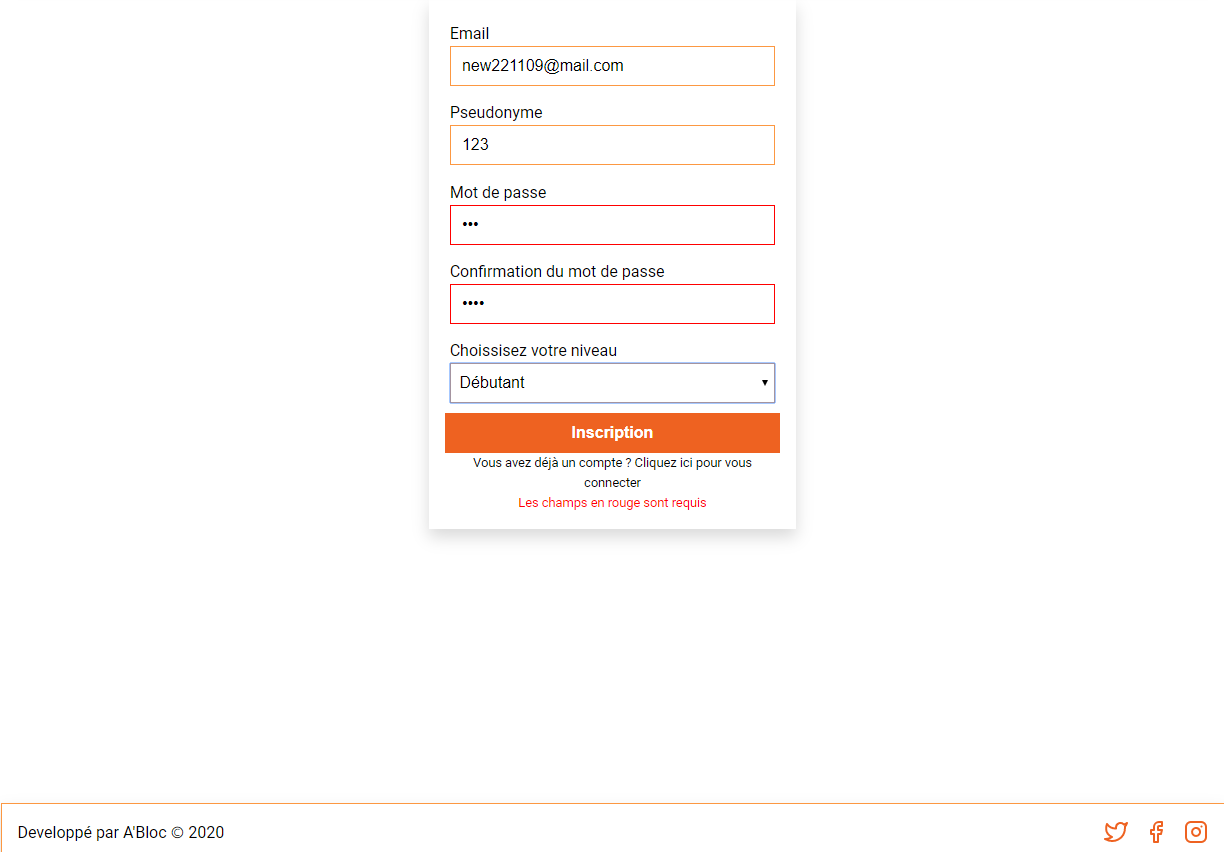 Email
new221109@mail.com
Pseudonyme
123
Mot de passe
•••
Confirmation du mot de passe
••••
Choissisez votre niveau
Débutant
Inscription
Vous avez déjà un compte ? Cliquez ici pour vous
connecter
Les champs en rouge sont requis
Developpé par A'Bloc © 2020